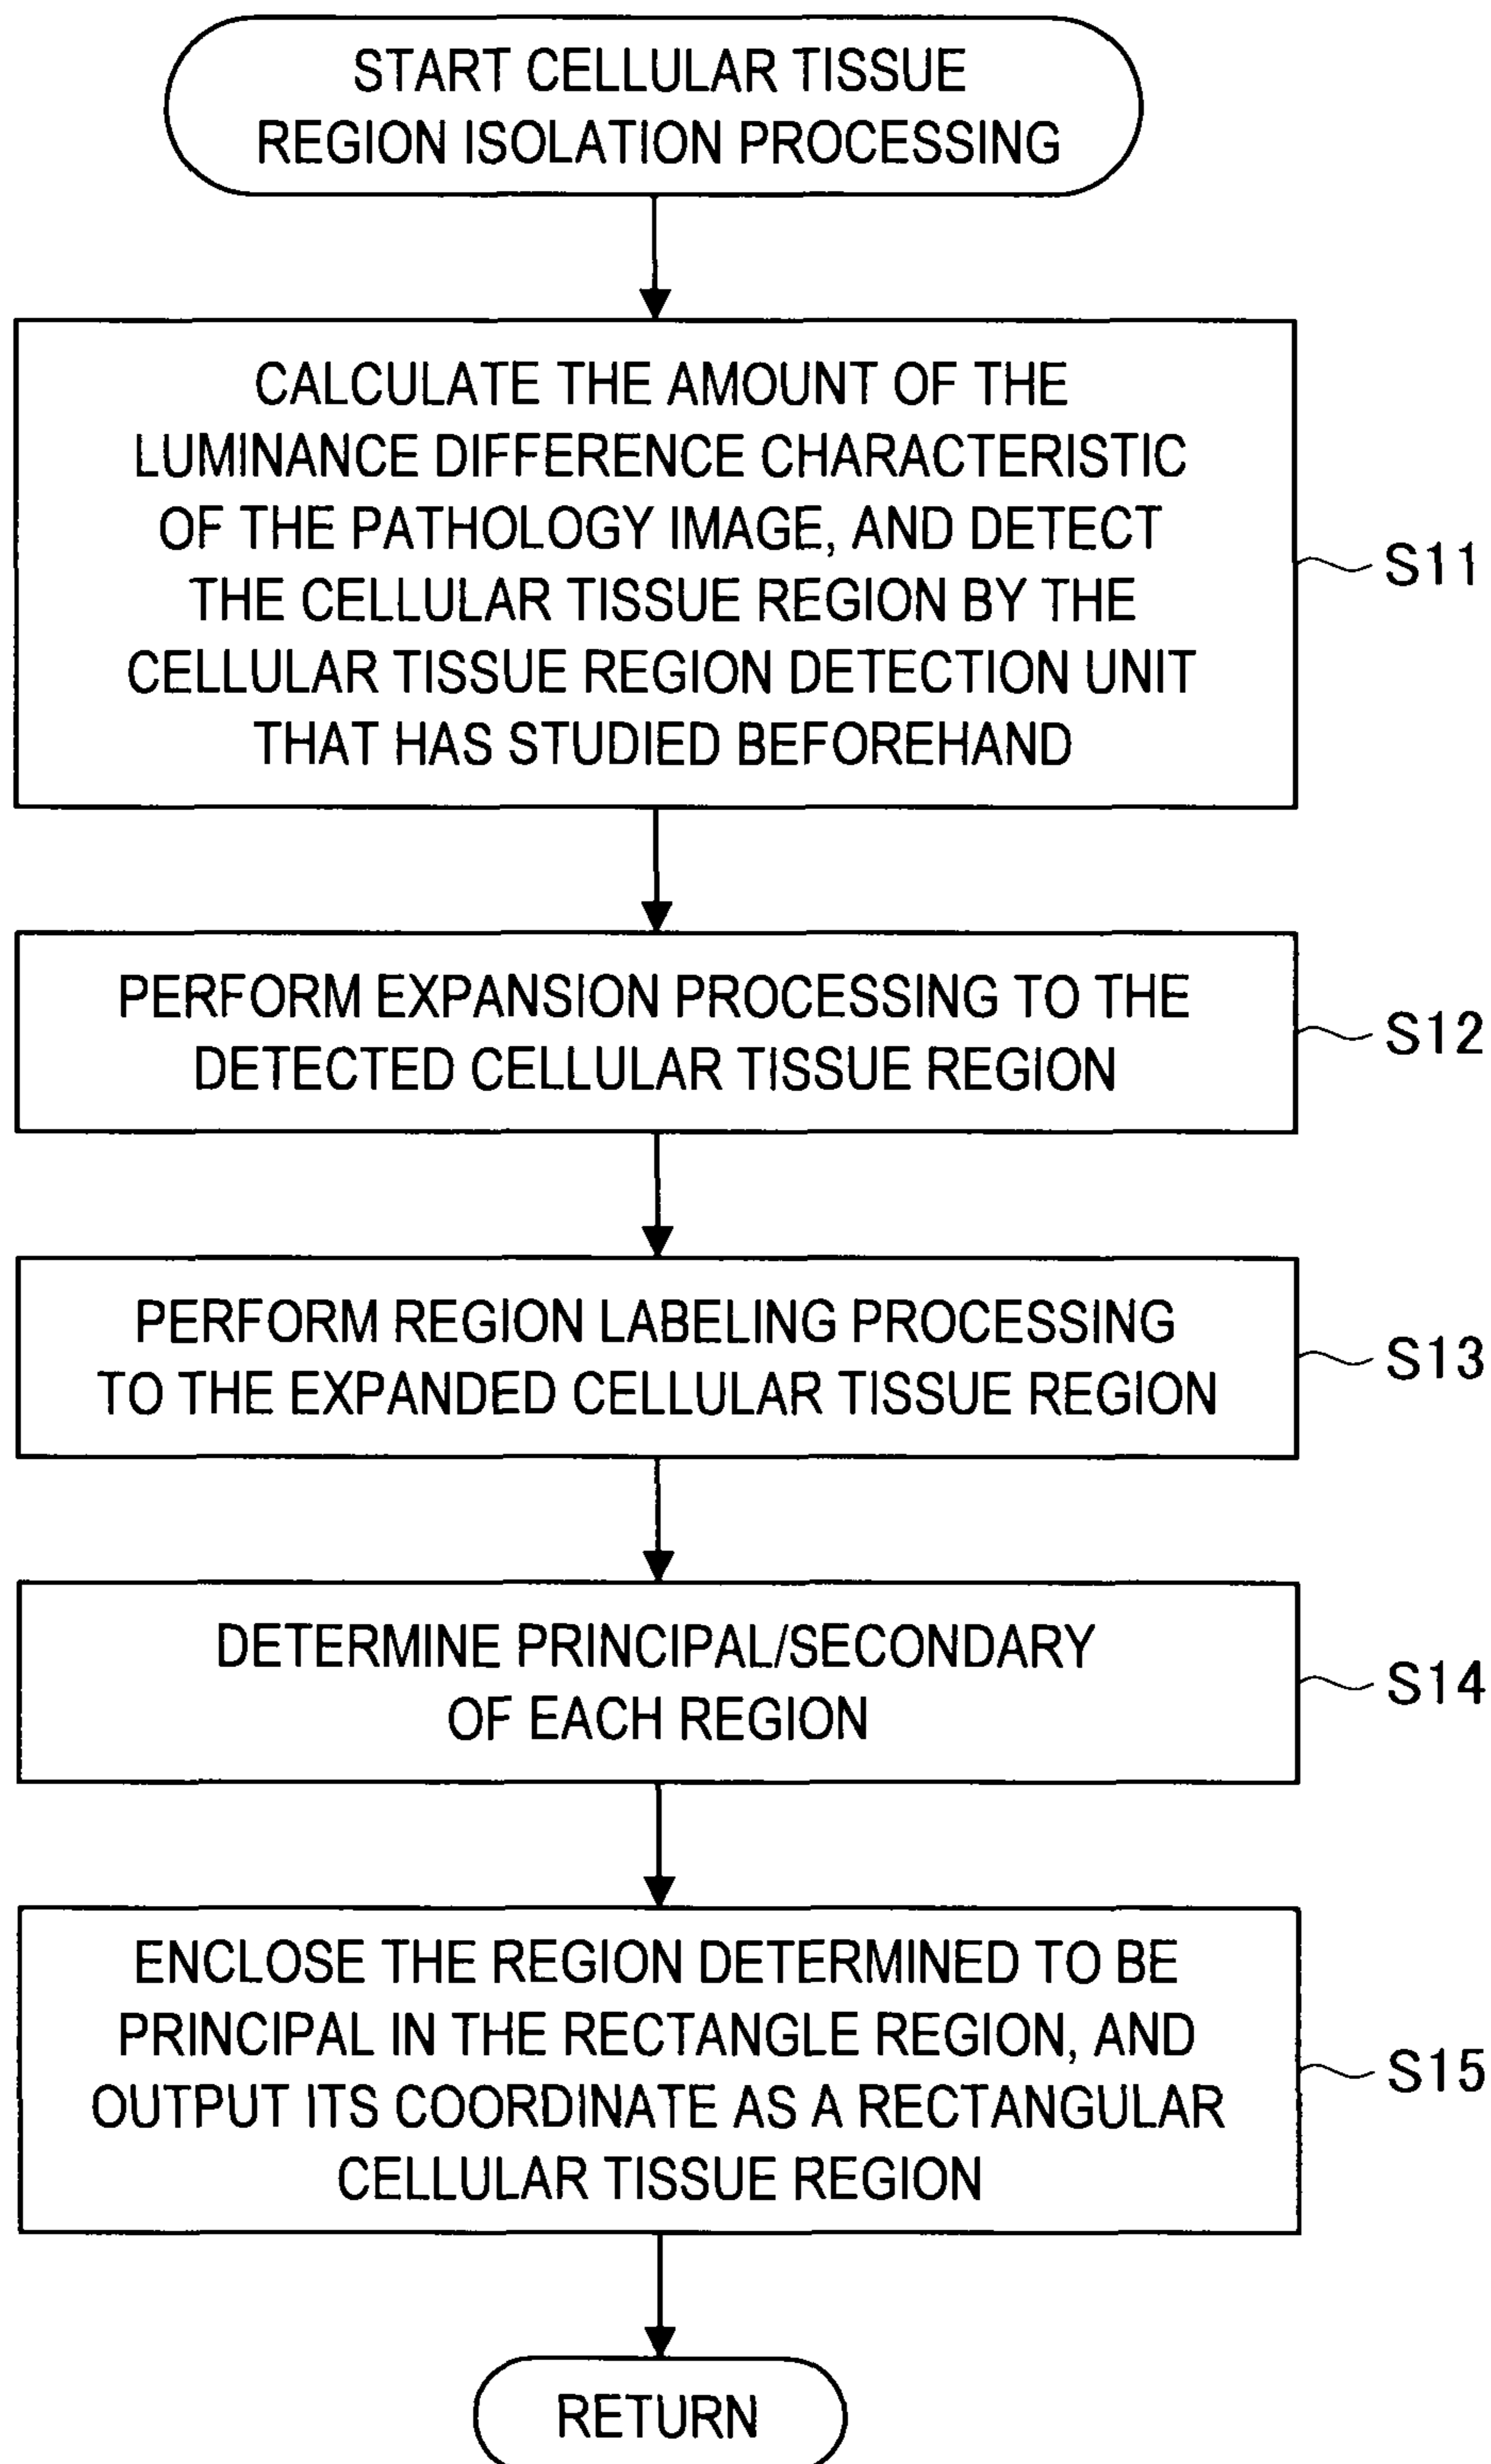 START CELLULAR TISSUE
REGION ISOLATION PROCESSING
CALCULATE THE AMOUNT OF THE
LUMINANCE DIFFERENCE CHARACTERISTIC
OF THE PATHOLOGY IMAGE, AND DETECT
THE CELLULAR TISSUE REGION BY THE
CELLULAR TISSUE REGION DETECTION UNIT
THAT HAS STUDIED BEFOREHAND
S11
PERFORM EXPANSION PROCESSING TO THE
DETECTED CELLULAR TISSUE REGION
S12
PERFORM REGION LABELING PROCESSING
TO THE EXPANDED CELLULAR TISSUE REGION
S13
DETERMINE PRINCIPAL/SECONDARY
OF EACH REGION
S14
ENCLOSE THE REGION DETERMINED TO BE
PRINCIPAL IN THE RECTANGLE REGION, AND
OUTPUT ITS COORDINATE AS A RECTANGULAR
CELLULAR TISSUE REGION
S15
RETURN